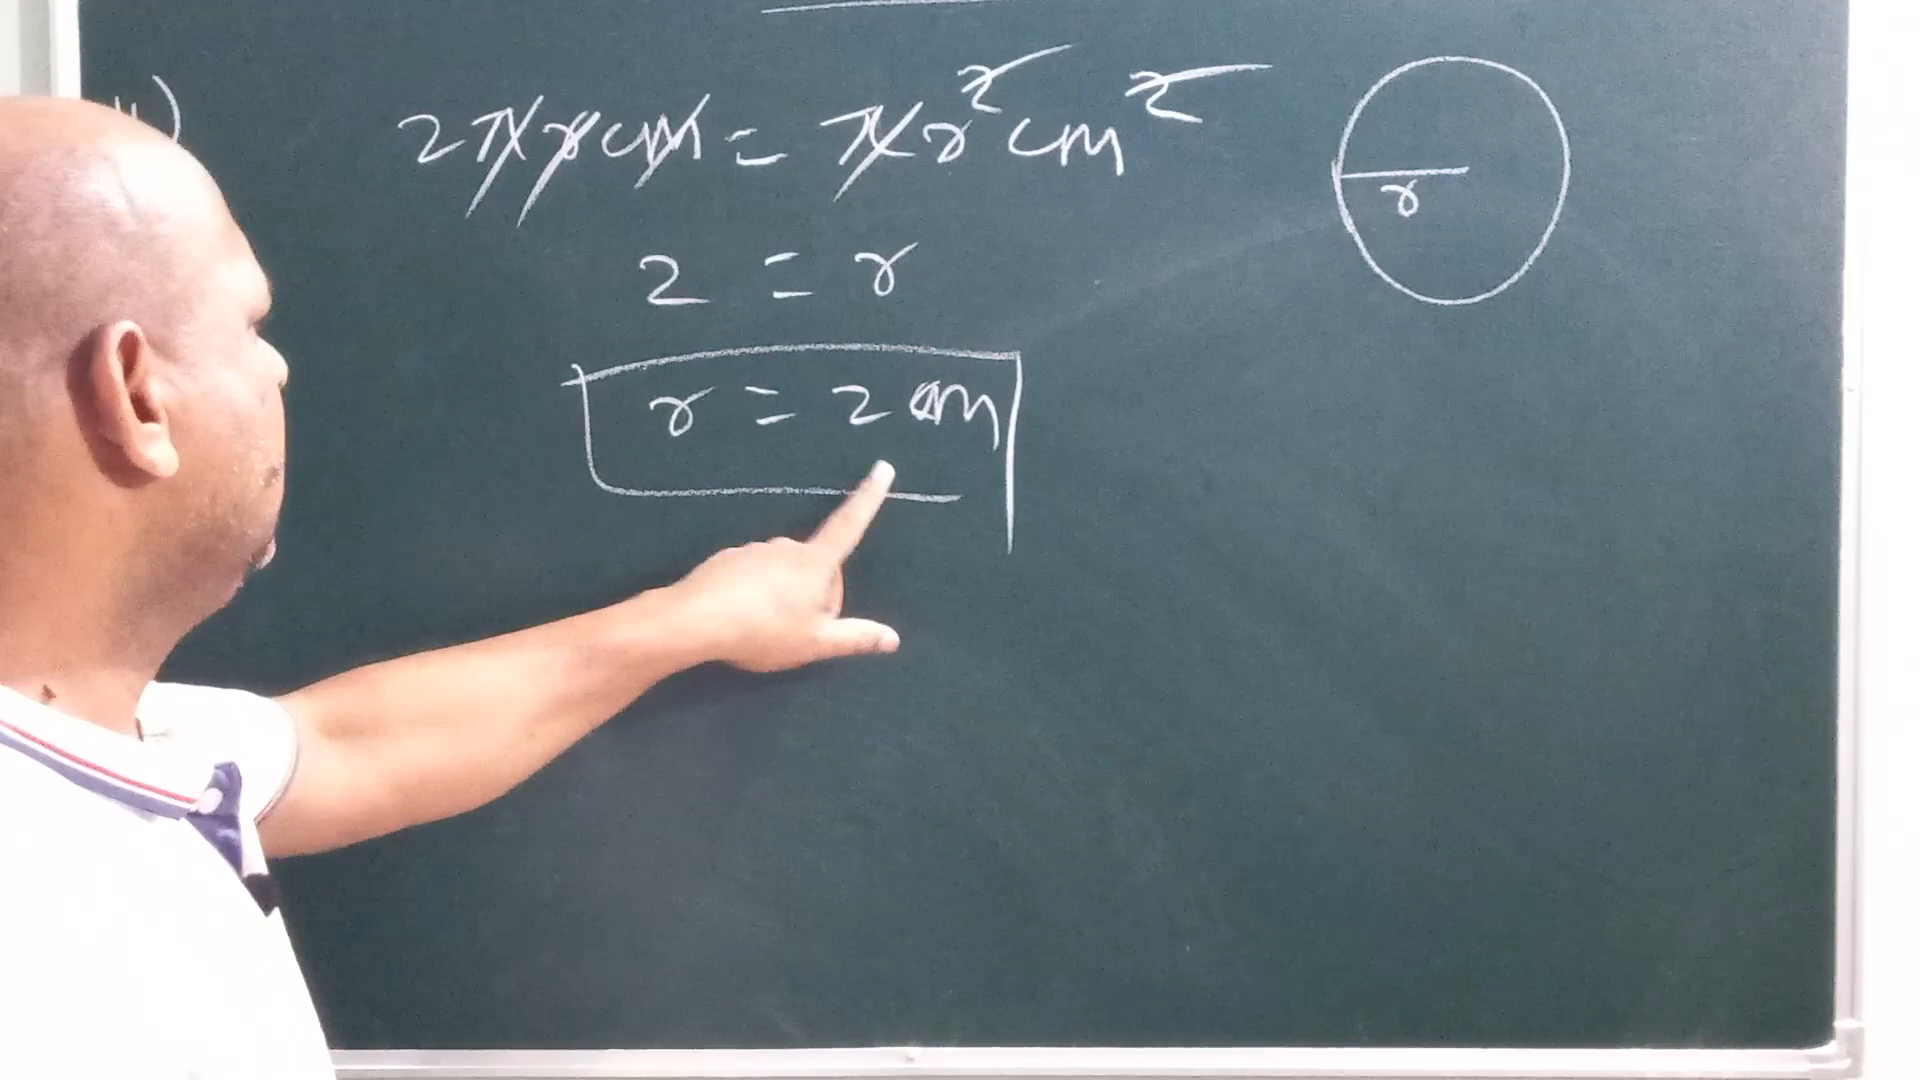 2πr cm = πr² cm²
r
2 = r
r = 2 cm